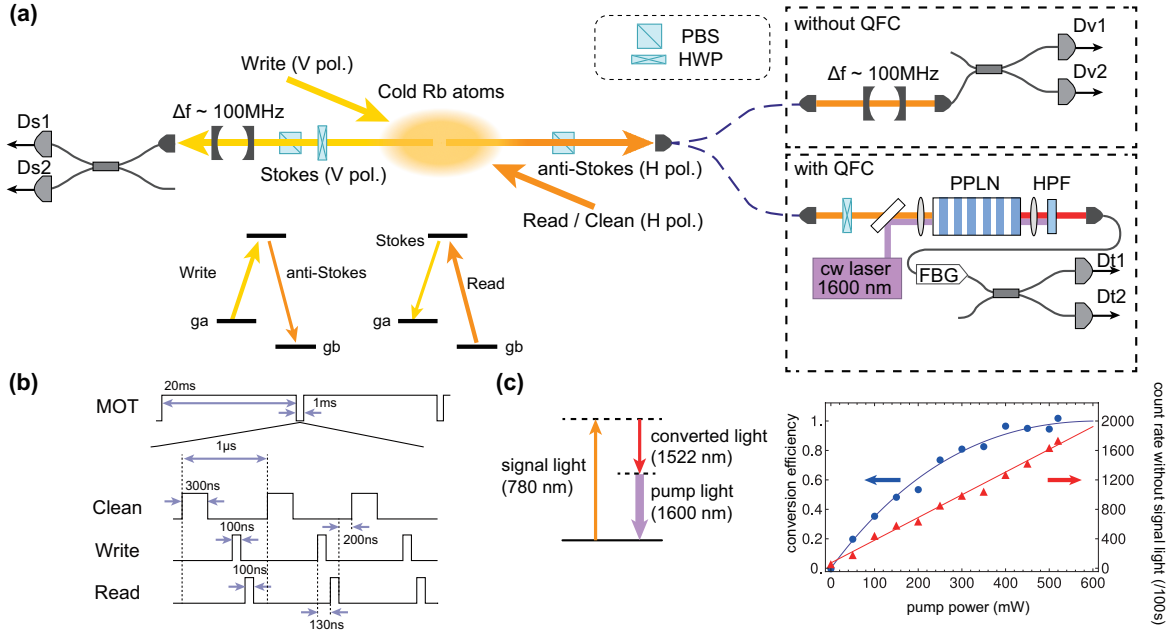 (a)
Write (V pol.)
PBS
HWP
without QFC
Dv1
Dv2
Δf ~ 100MHz
Cold Rb atoms
Δf ~ 100MHz
Ds1
Ds2
Stokes (V pol.)
anti-Stokes (H pol.)
Read / Clean (H pol.)
with QFC
PPLN
HPF
cw laser
1600 nm
FBG
Dt1
Dt2
Write
anti-Stokes
ga
gb
Stokes
Read
ga
gb
(b)
MOT
20ms
1ms
1μs
Clean
300ns
200ns
Write
100ns
Read
100ns
130ns
(c)
signal light
(780 nm)
converted light
(1522 nm)
pump light
(1600 nm)
conversion efficiency
1.
0.8
0.6
0.4
0.2
0.
0
100
200
300
400
500
600
pump power (mW)
2000
1600
1200
800
400
0
count rate without
signal light (/100s)